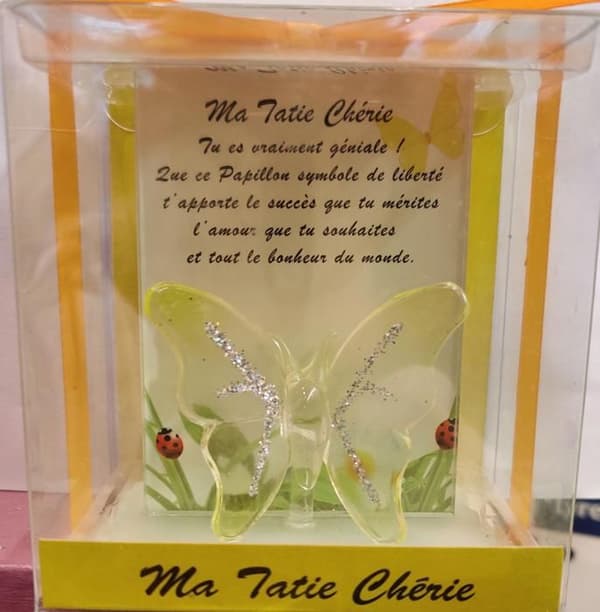 Ma Tatie Chérie
Tu es vraiment géniale !
Que ce Papillon symbole de liberté
t'apporte le succès que tu mérites
l'amour que tu souhaites
et tout le bonheur du monde.
Ma Tatie Chérie